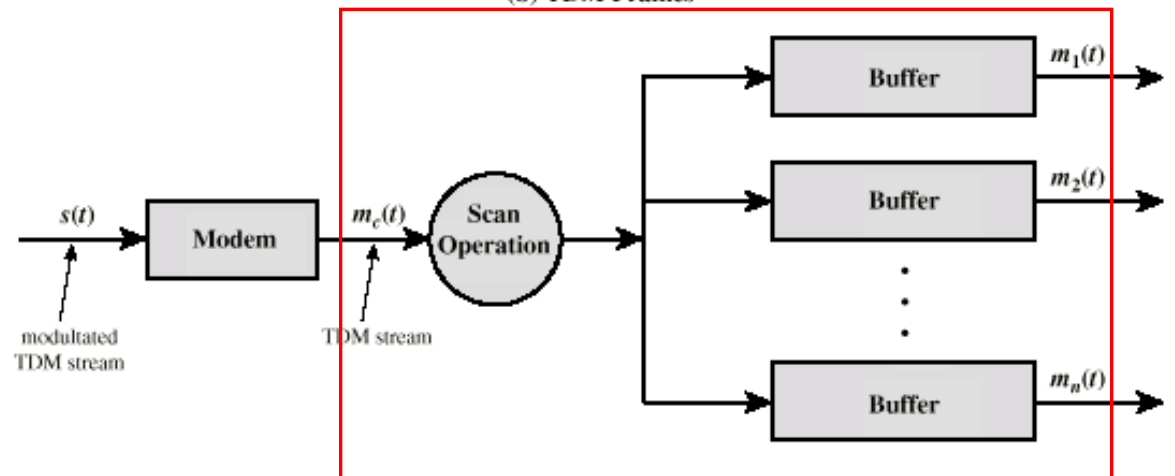 m₁(t)
Buffer
m₂(t)
Buffer
s(t)
mc(t)
Scan
Operation
Modem
modultated
TDM stream
TDM stream
mₙ(t)
Buffer